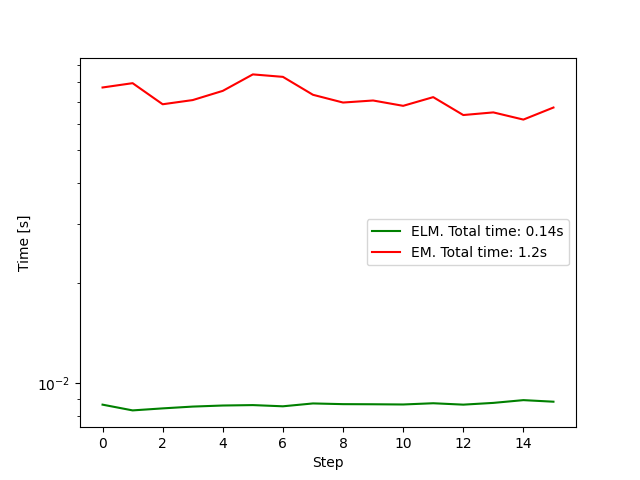 Time [s]
10⁻²
ELM. Total time: 0.14s
EM. Total time: 1.2s
0 2 4 6 8 10 12 14
Step